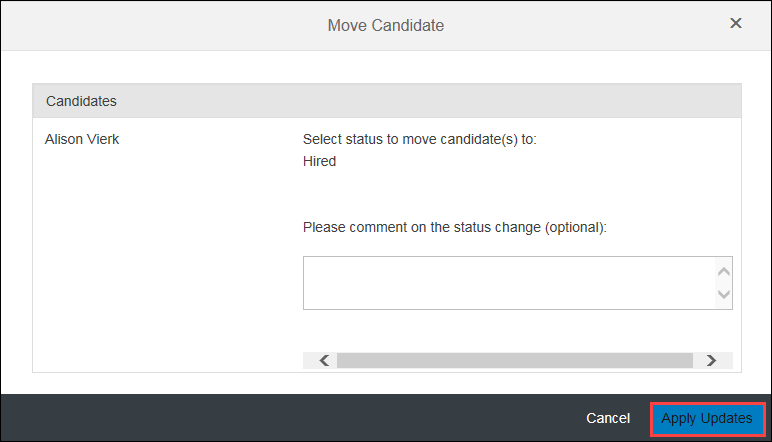 Move Candidate
Candidates
Alison Vierk
Select status to move candidate(s) to:
Hired
Please comment on the status change (optional):
Cancel
Apply Updates